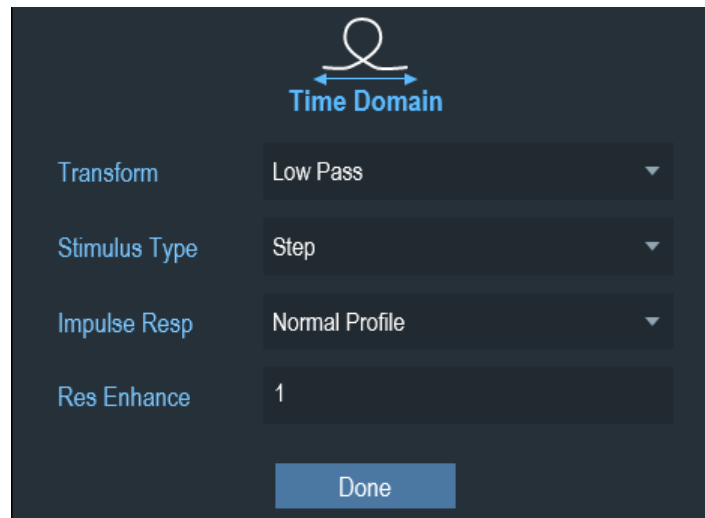 Time Domain
Transform Low Pass
Stimulus Type Step
Impulse Resp Normal Profile
Res Enhance 1
Done